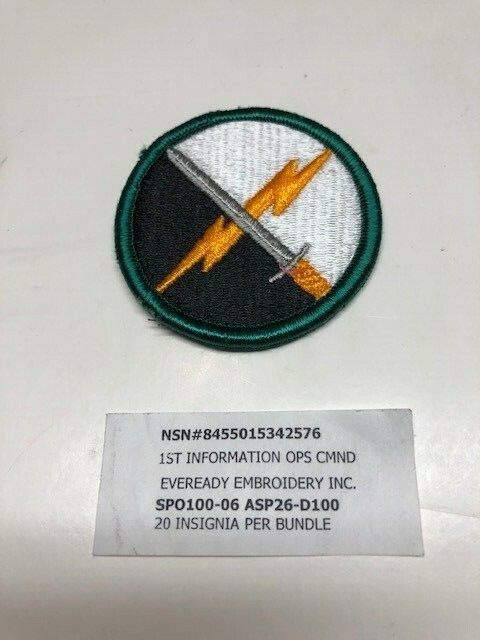 NSN#8455015342576
1ST INFORMATION OPS CMND
EVEREADY EMBROIDERY INC.
SPO100-06 ASP26-D100
20 INSIGNIA PER BUNDLE